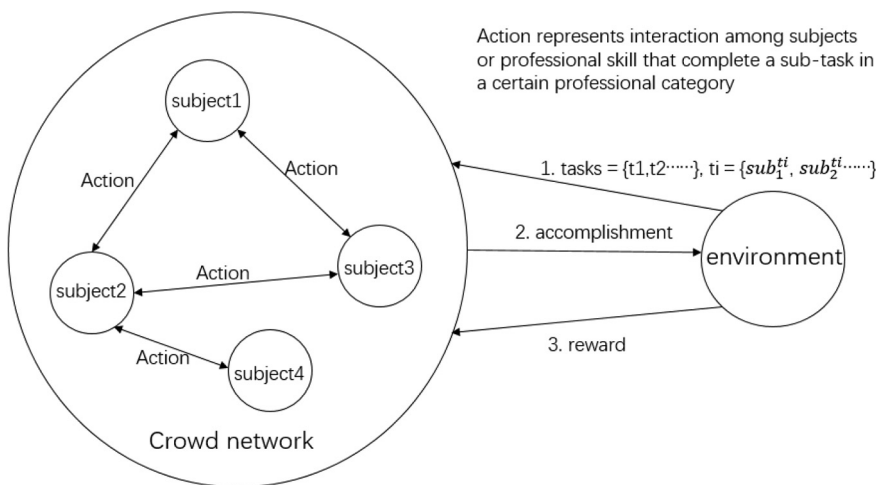 Action represents interaction among subjects
or professional skill that complete a sub-task in
a certain professional category
subject1
Action
Action
1. tasks = {t1,t2……}, ti = {𝒔𝒖𝒃₁ᵗⁱ, 𝒔𝒖𝒃₂ᵗⁱ……}
2. accomplishment
environment
subject3
Action
subject2
3. reward
Action
subject4
Crowd network